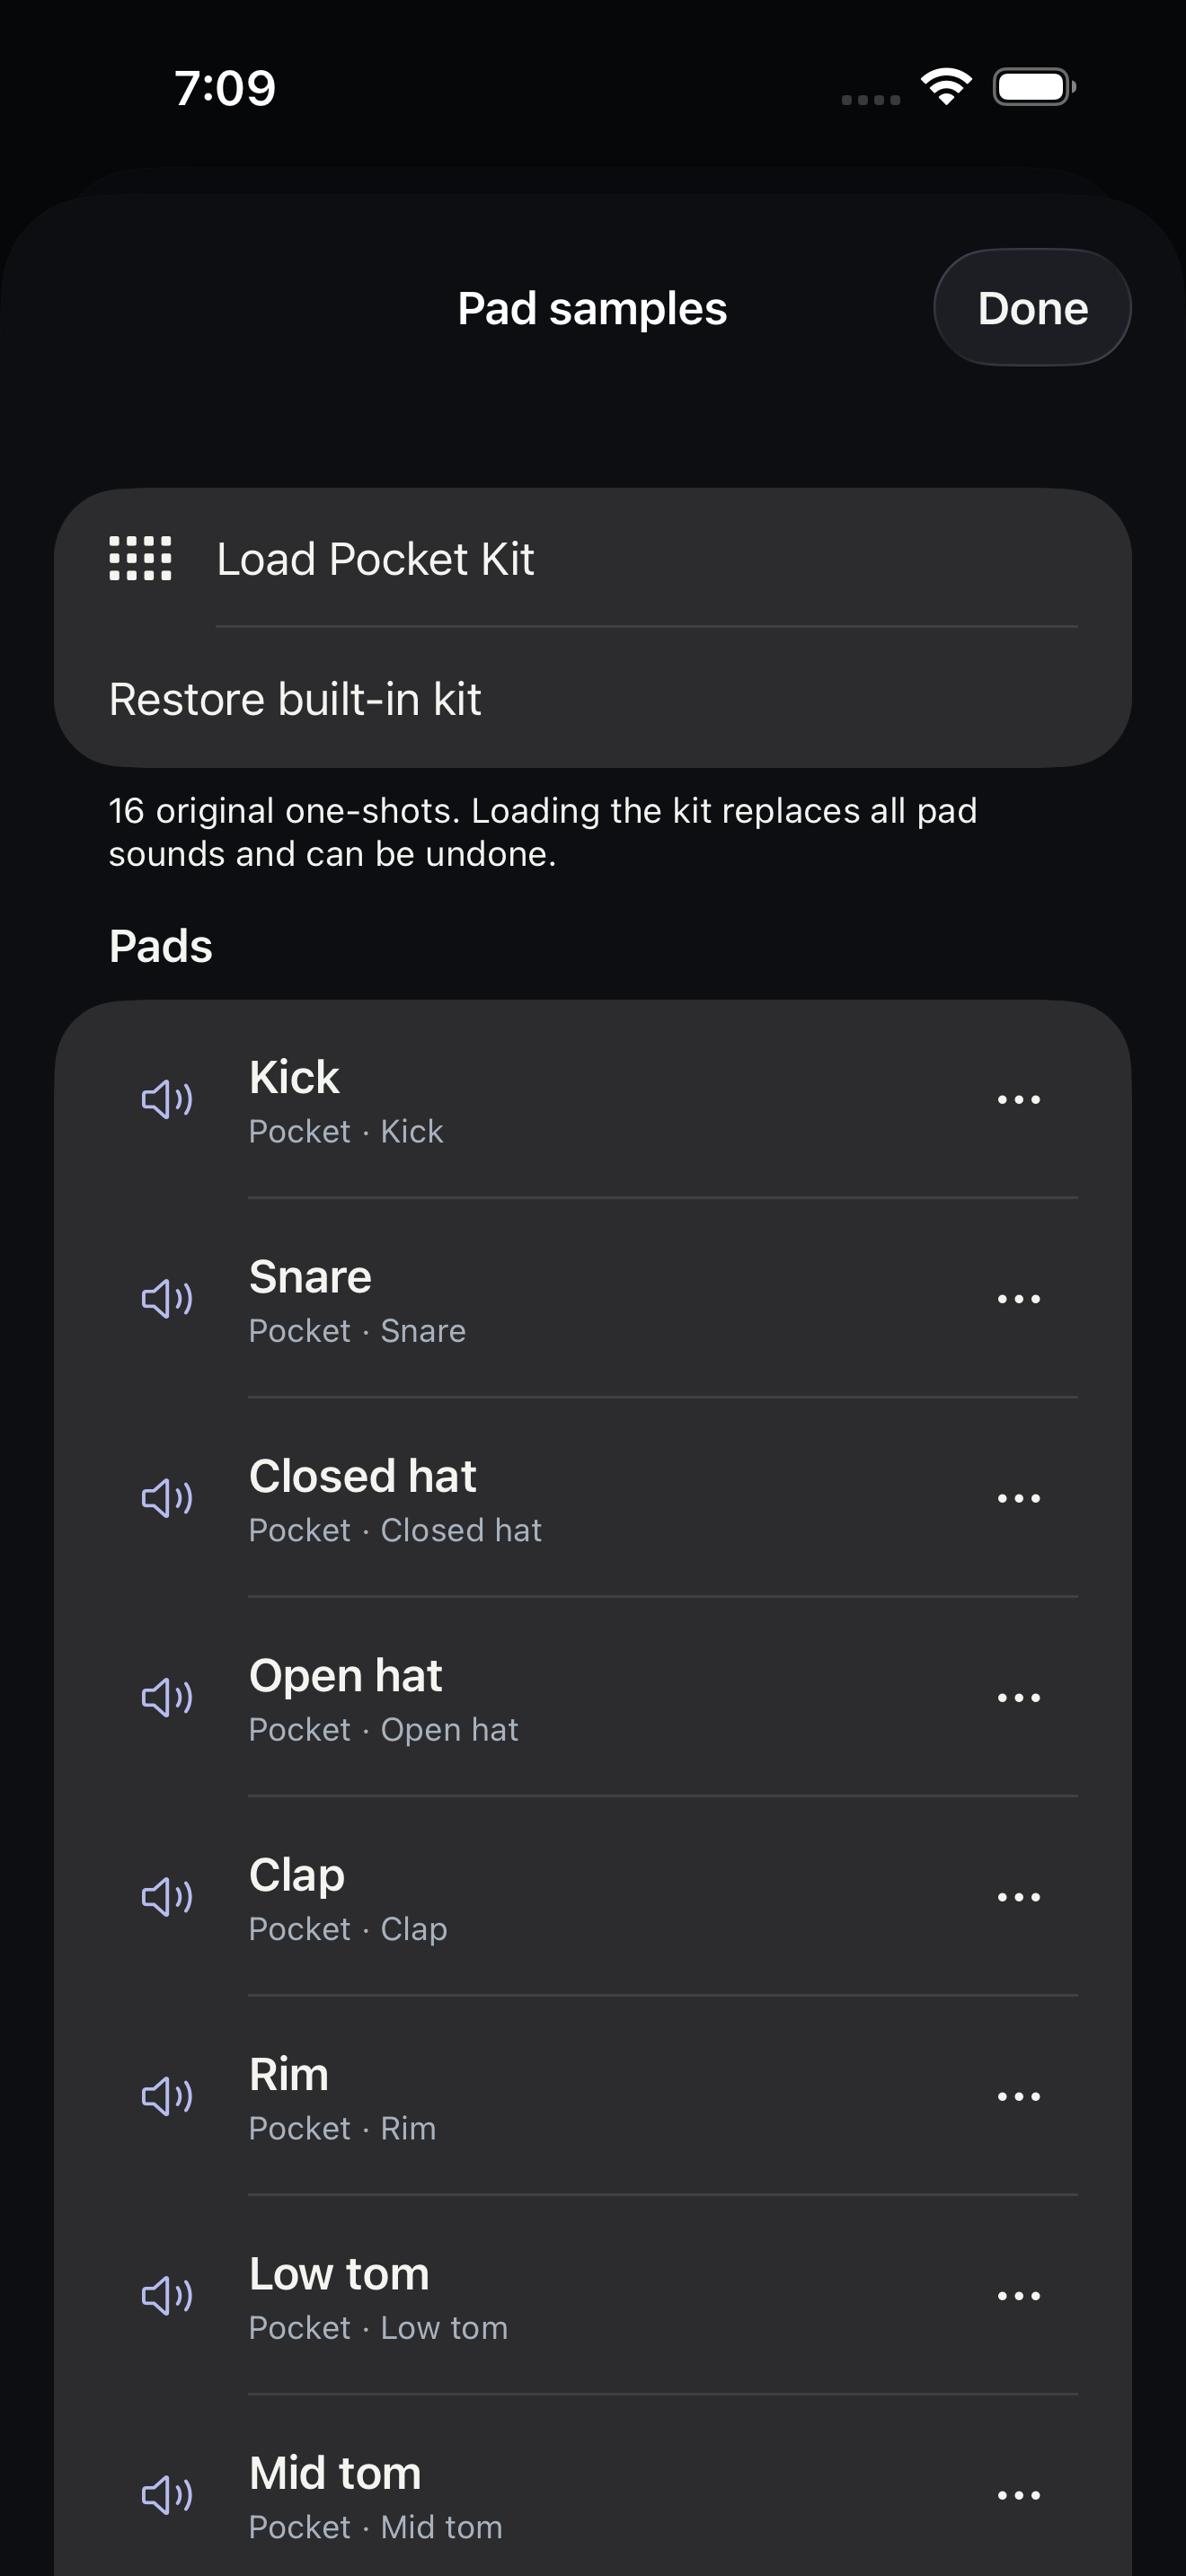 7:09
Pad samples
Done
Load Pocket Kit
Restore built-in kit
16 original one-shots. Loading the kit replaces all pad
sounds and can be undone.
Pads
Kick
Pocket · Kick
Snare
Pocket · Snare
Closed hat
Pocket · Closed hat
Open hat
Pocket · Open hat
Clap
Pocket · Clap
Rim
Pocket · Rim
Low tom
Pocket · Low tom
Mid tom
Pocket · Mid tom